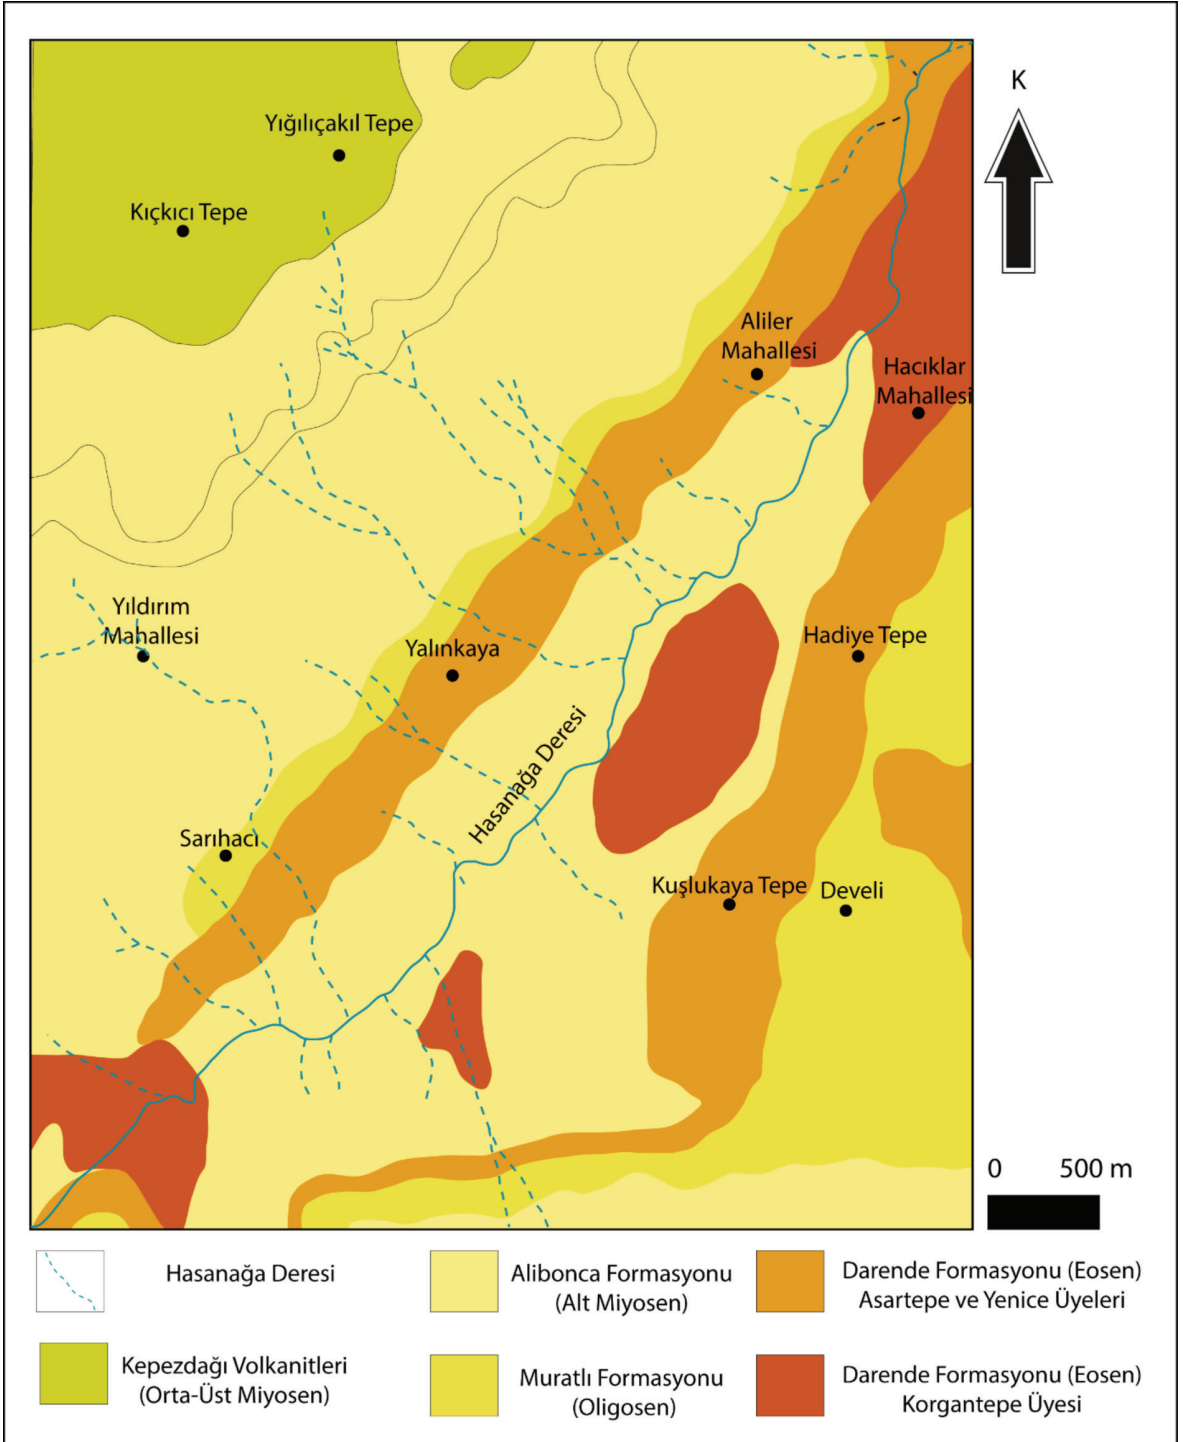 K
Yığılıçakıl Tepe
Kıçkıcı Tepe
Aliler
Mahallesi
Hacıklar
Mahallesi
Yıldırım
Mahallesi
Yalınkaya
Hadiye Tepe
Hasanağa Deresi
Sarıhacı
Kuşlukaya Tepe
Develi
0 500 m
Hasanağa Deresi
Alibonca Formasyonu
(Alt Miyosen)
Darende Formasyonu (Eosen)
Asartepe ve Yenice Üyeleri
Kepezdağı Volkanitleri
(Orta-Üst Miyosen)
Muratlı Formasyonu
(Oligosen)
Darende Formasyonu (Eosen)
Korgantepe Üyesi